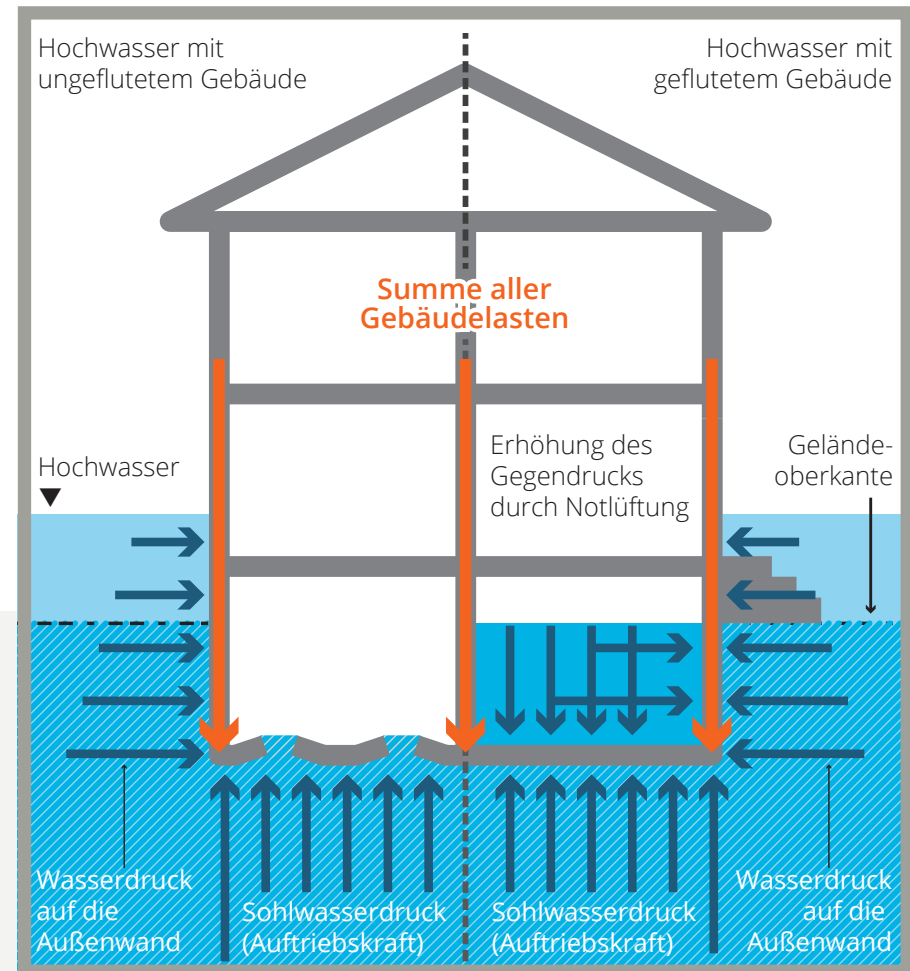 Hochwasser mit
ungeflutetem Gebäude
Hochwasser mit
geflutetem Gebäude
Summe aller
Gebäudelasten
Hochwasser
Erhöhung des
Gegendrucks
durch Notlüftung
Gelände-
oberkante
Wasserdruck
auf die
Außenwand
Sohlwasserdruck
(Auftriebskraft)
Sohlwasserdruck
(Auftriebskraft)
Wasserdruck
auf die
Außenwand